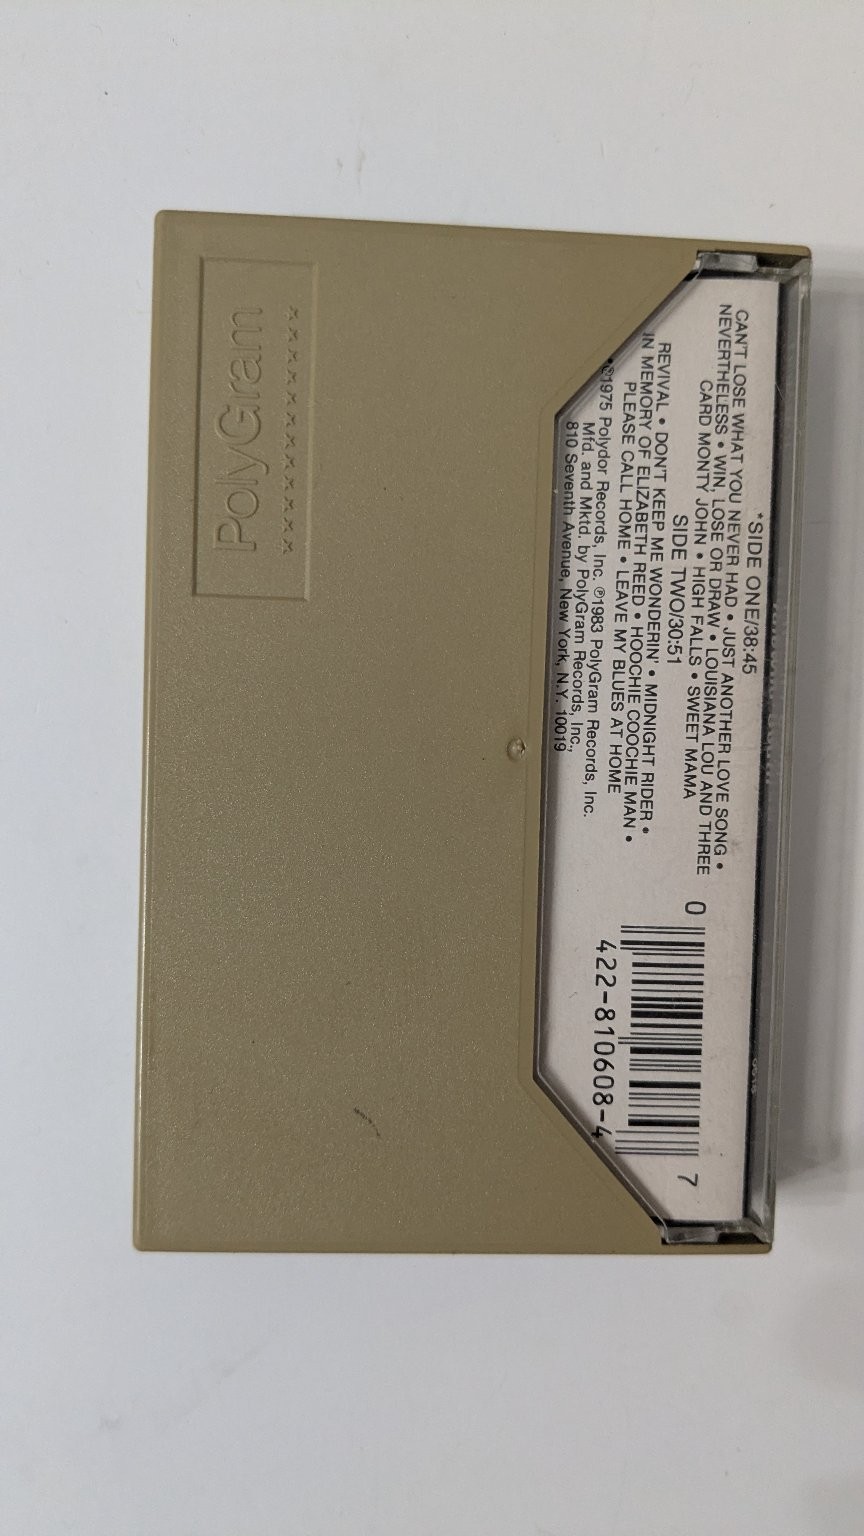 *SIDE ONE/38:45
CAN'T LOSE WHAT YOU NEVER HAD • JUST ANOTHER LOVE SONG •
NEVERTHELESS • WIN, LOSE OR DRAW • LOUISIANA LOU AND THREE
CARD MONTY JOHN • HIGH FALLS • SWEET MAMA
SIDE TWO/30:51
REVIVAL • DON'T KEEP ME WONDERIN' • MIDNIGHT RIDER •
IN MEMORY OF ELIZABETH REED • HOOCHIE COOCHIE MAN •
PLEASE CALL HOME • LEAVE MY BLUES AT HOME
*℗1975 Polydor Records, Inc. ℗1983 PolyGram Records, Inc.
Mfd. and Mktd. by PolyGram Records, Inc.,
810 Seventh Avenue, New York, N.Y. 10019
0 7
422-810608-4
PolyGram